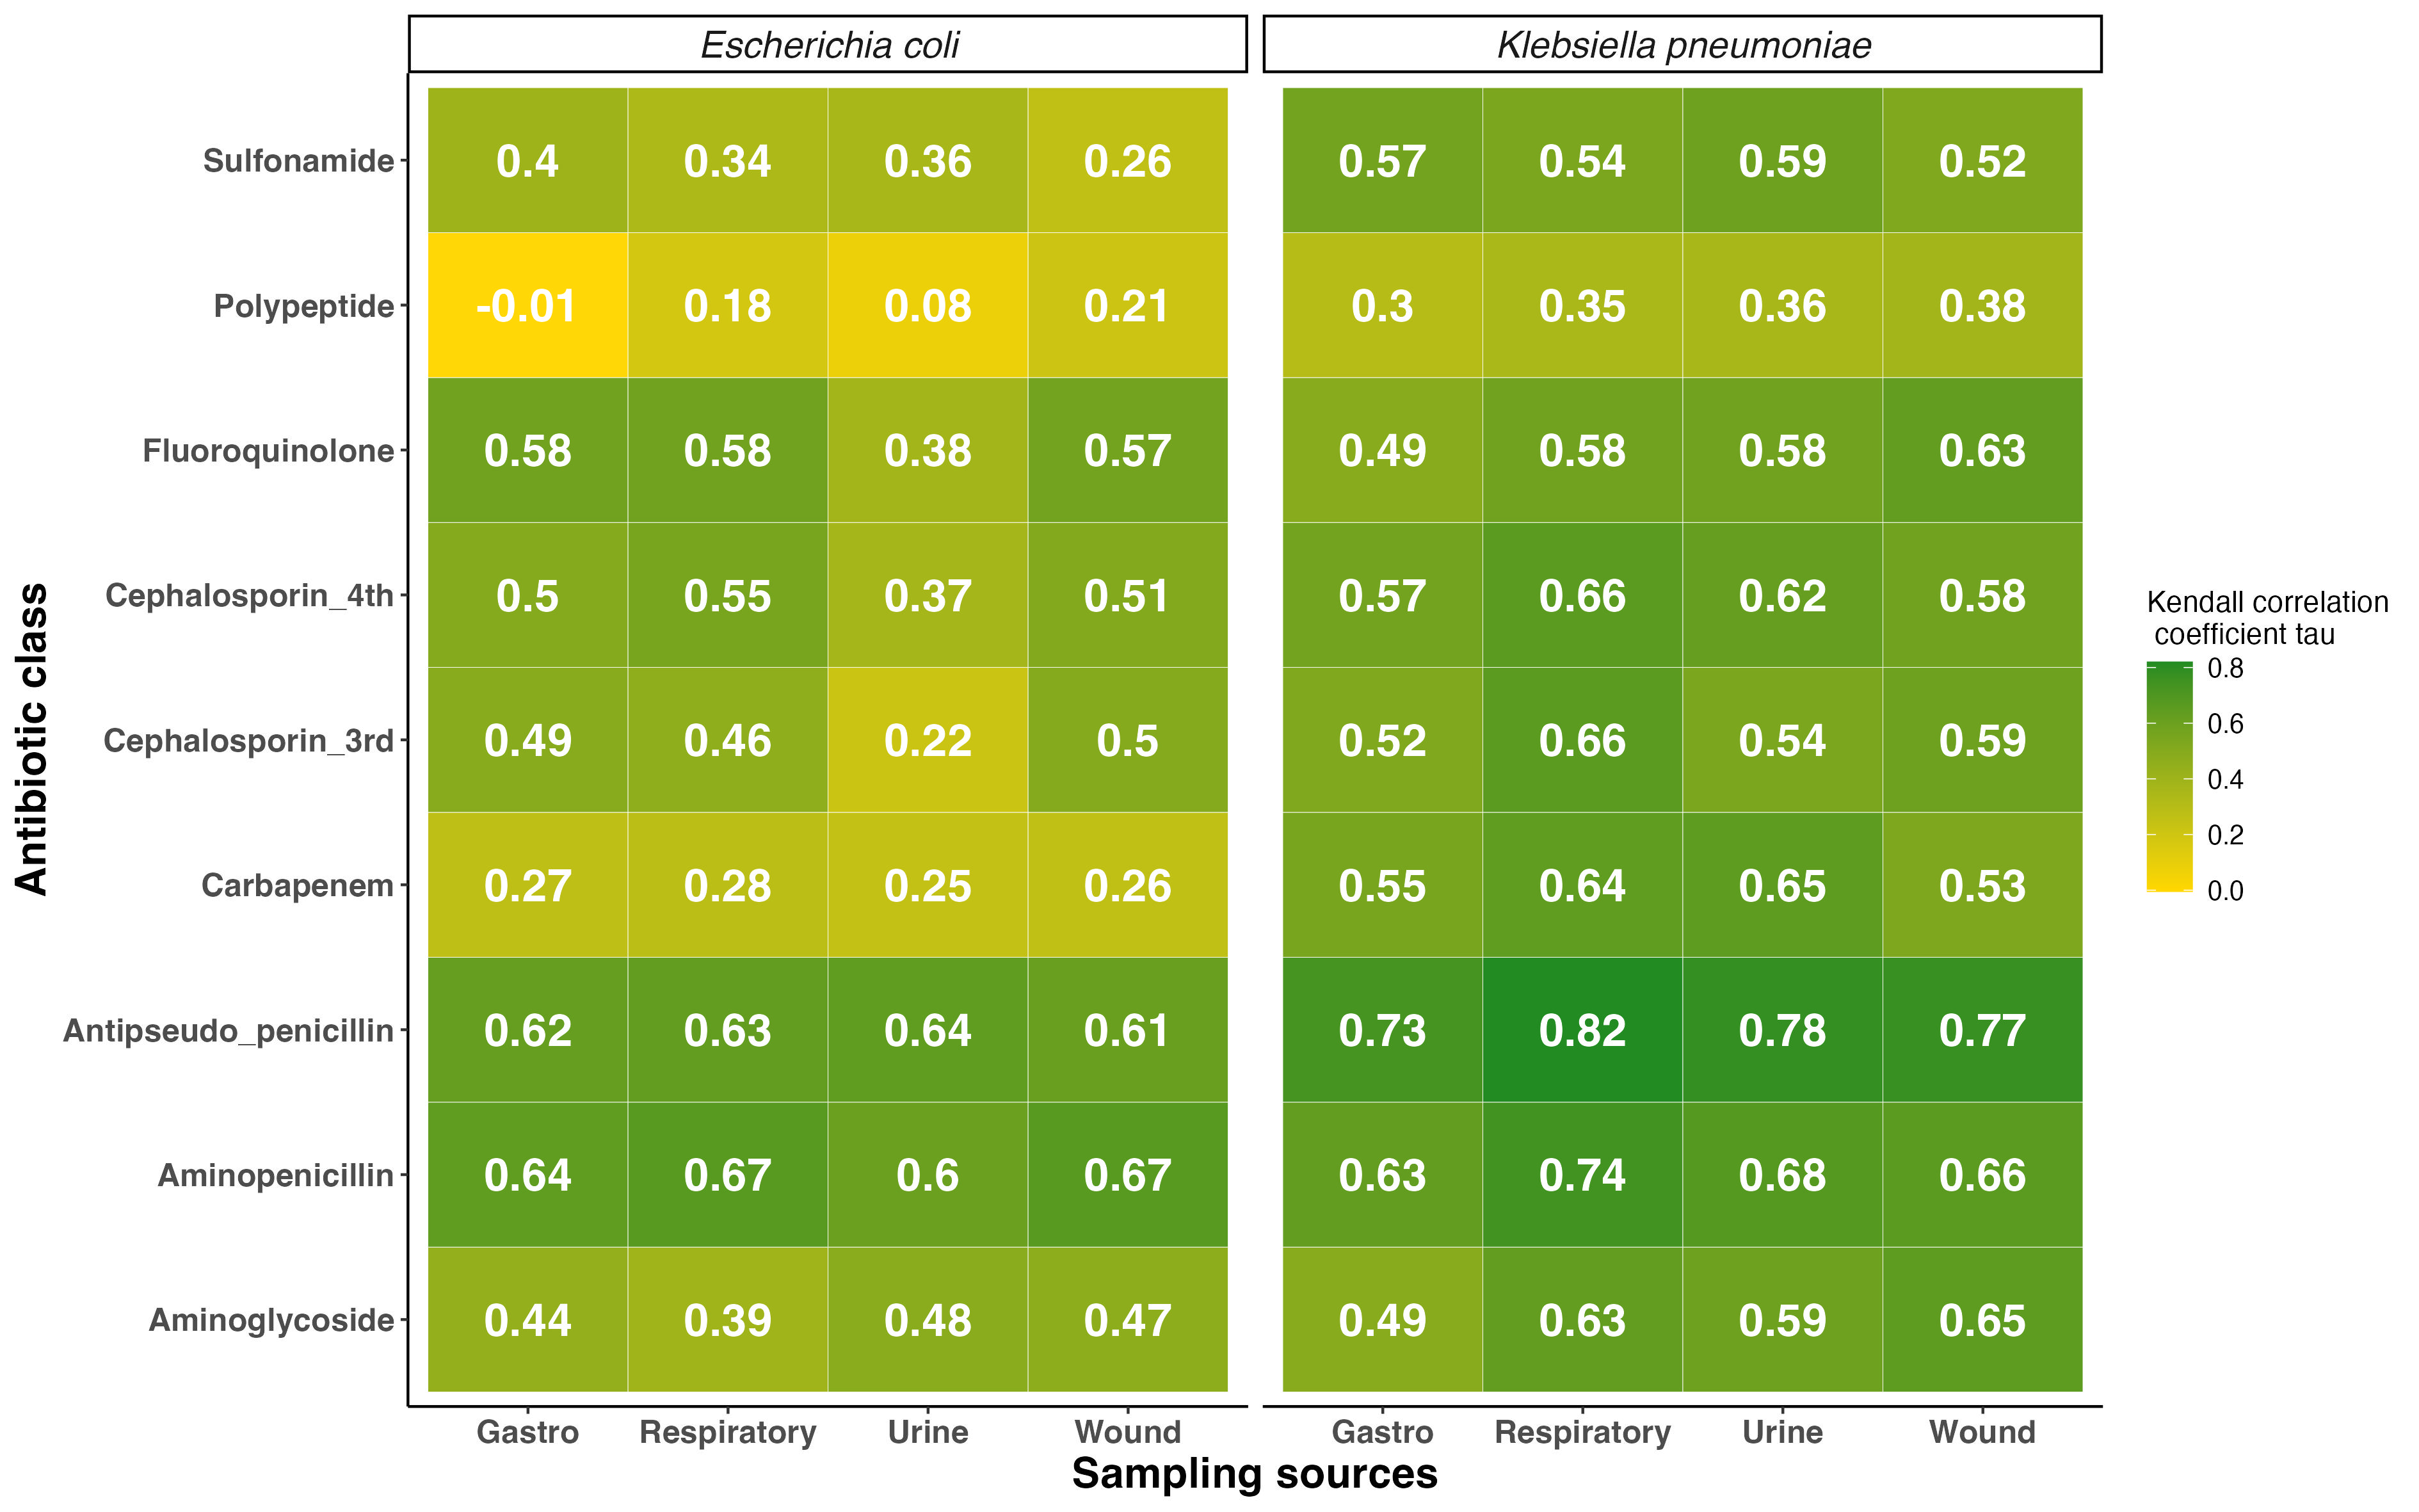 Escherichia coli
Klebsiella pneumoniae
Antibiotic class
Sulfonamide 0.4 0.34 0.36 0.26 0.57 0.54 0.59 0.52
Polypeptide -0.01 0.18 0.08 0.21 0.3 0.35 0.36 0.38
Fluoroquinolone 0.58 0.58 0.38 0.57 0.49 0.58 0.58 0.63
Cephalosporin_4th 0.5 0.55 0.37 0.51 0.57 0.66 0.62 0.58
Cephalosporin_3rd 0.49 0.46 0.22 0.5 0.52 0.66 0.54 0.59
Carbapenem 0.27 0.28 0.25 0.26 0.55 0.64 0.65 0.53
Antipseudo_penicillin 0.62 0.63 0.64 0.61 0.73 0.82 0.78 0.77
Aminopenicillin 0.64 0.67 0.6 0.67 0.63 0.74 0.68 0.66
Aminoglycoside 0.44 0.39 0.48 0.47 0.49 0.63 0.59 0.65
Gastro Respiratory Urine Wound Gastro Respiratory Urine Wound
Sampling sources
Kendall correlation
coefficient tau
0.8
0.6
0.4
0.2
0.0